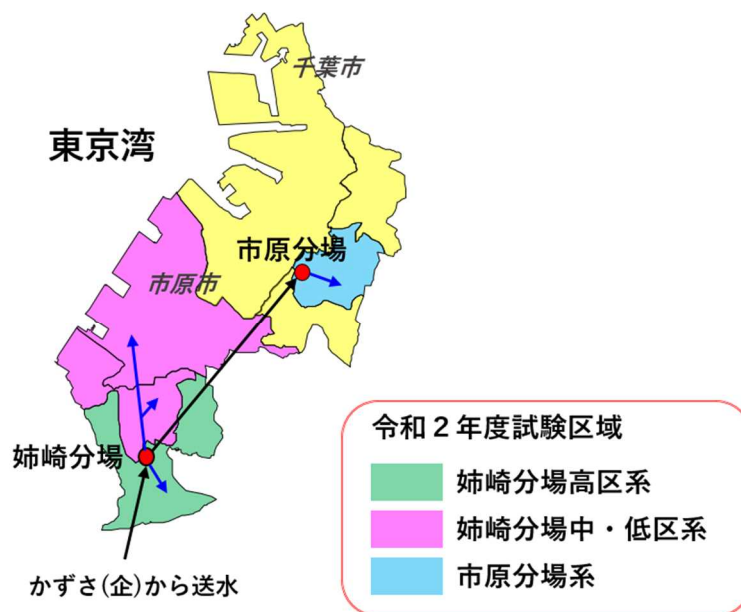 千葉市
東京湾
市原分場
市原市
姉崎分場
かずさ(企)から送水
令和２年度試験区域
姉崎分場高区系
姉崎分場中・低区系
市原分場系